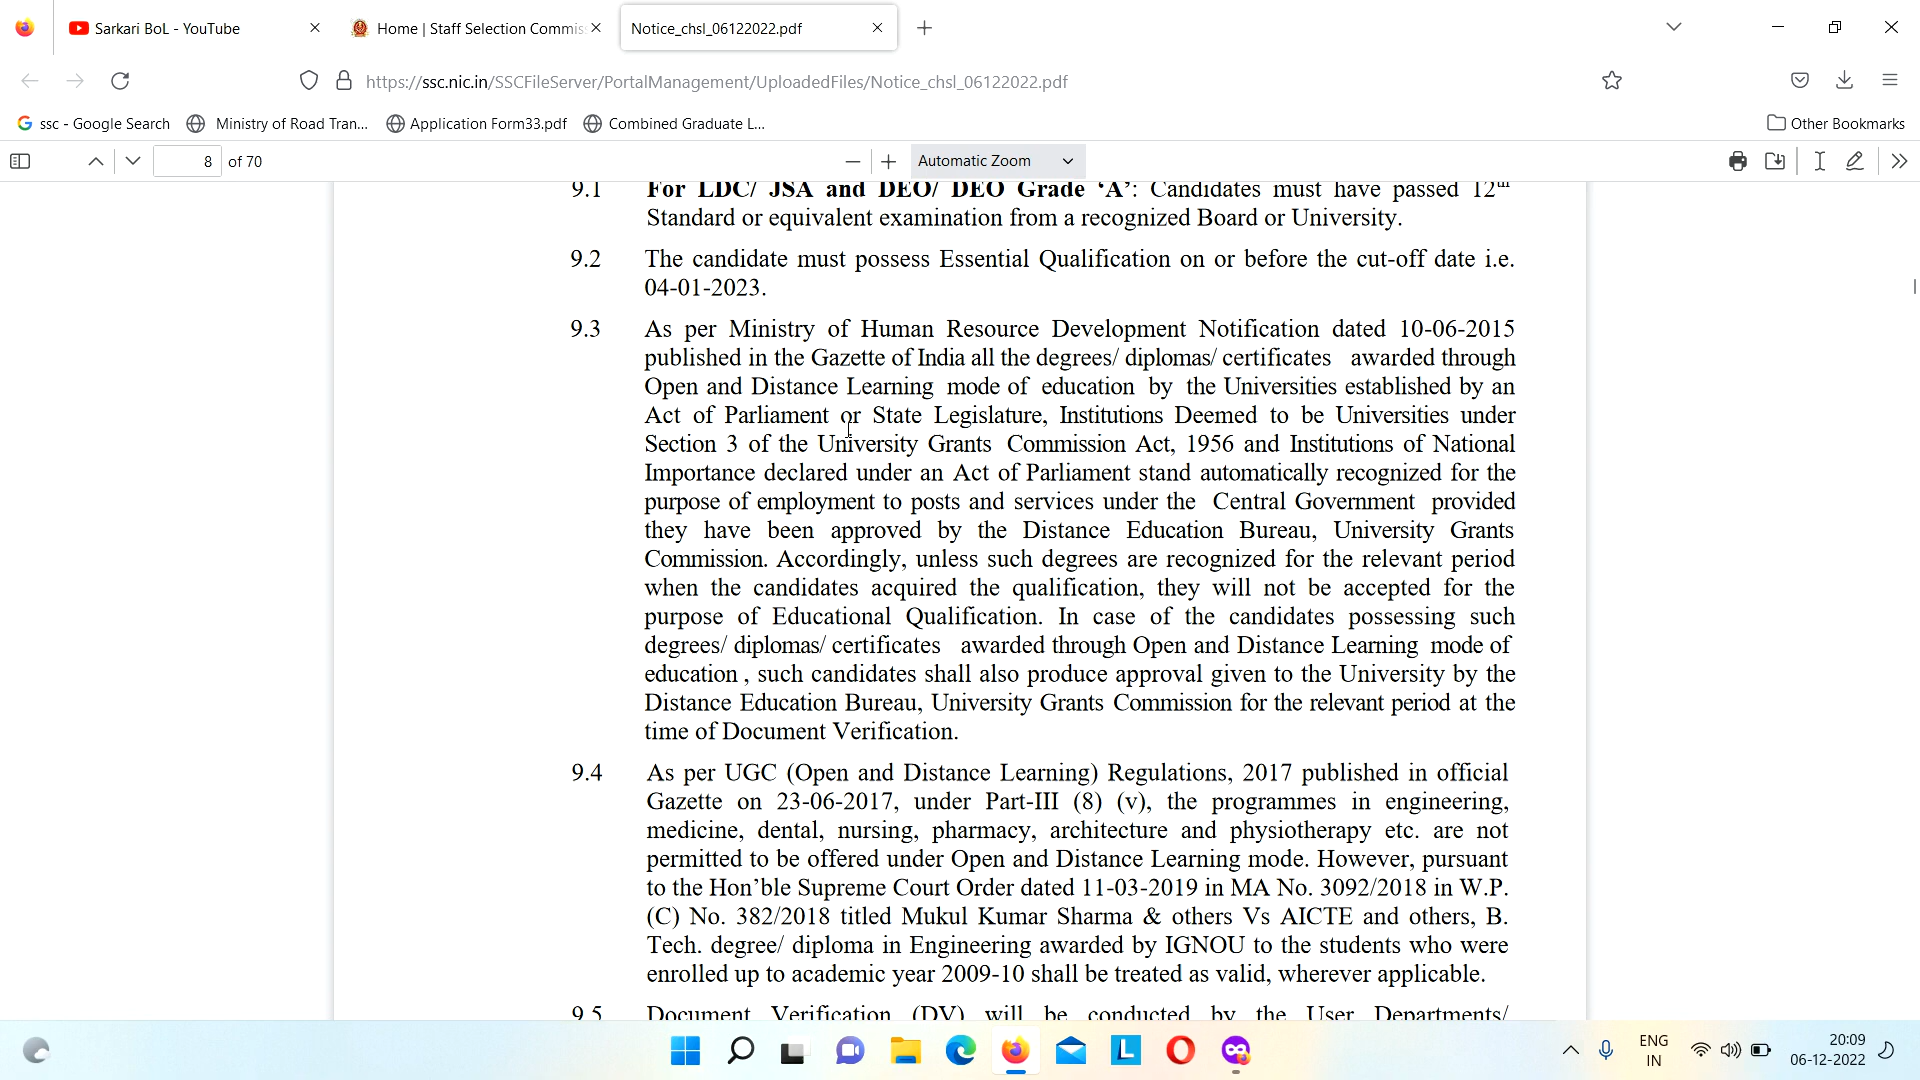 Sarkari BoL - YouTube
Home | Staff Selection Commis
Notice_chsl_06122022.pdf
https://ssc.nic.in/SSCFileServer/PortalManagement/UploadedFiles/Notice_chsl_06122022.pdf
ssc - Google Search
Ministry of Road Tran...
Application Form33.pdf
Combined Graduate L...
Other Bookmarks
8 of 70
Automatic Zoom
9.1 For LDC/ JSA and DEO/ DEO Grade ‘A’: Candidates must have passed 12th
Standard or equivalent examination from a recognized Board or University.
9.2 The candidate must possess Essential Qualification on or before the cut-off date i.e.
04-01-2023.
9.3 As per Ministry of Human Resource Development Notification dated 10-06-2015
published in the Gazette of India all the degrees/ diplomas/ certificates awarded through
Open and Distance Learning mode of education by the Universities established by an
Act of Parliament or State Legislature, Institutions Deemed to be Universities under
Section 3 of the University Grants Commission Act, 1956 and Institutions of National
Importance declared under an Act of Parliament stand automatically recognized for the
purpose of employment to posts and services under the Central Government provided
they have been approved by the Distance Education Bureau, University Grants
Commission. Accordingly, unless such degrees are recognized for the relevant period
when the candidates acquired the qualification, they will not be accepted for the
purpose of Educational Qualification. In case of the candidates possessing such
degrees/ diplomas/ certificates awarded through Open and Distance Learning mode of
education , such candidates shall also produce approval given to the University by the
Distance Education Bureau, University Grants Commission for the relevant period at the
time of Document Verification.
9.4 As per UGC (Open and Distance Learning) Regulations, 2017 published in official
Gazette on 23-06-2017, under Part-III (8) (v), the programmes in engineering,
medicine, dental, nursing, pharmacy, architecture and physiotherapy etc. are not
permitted to be offered under Open and Distance Learning mode. However, pursuant
to the Hon’ble Supreme Court Order dated 11-03-2019 in MA No. 3092/2018 in W.P.
(C) No. 382/2018 titled Mukul Kumar Sharma & others Vs AICTE and others, B.
Tech. degree/ diploma in Engineering awarded by IGNOU to the students who were
enrolled up to academic year 2009-10 shall be treated as valid, wherever applicable.
9.5 Document Verification (DV) will be conducted by the User Departments/
L
ENG
IN
20:09
06-12-2022